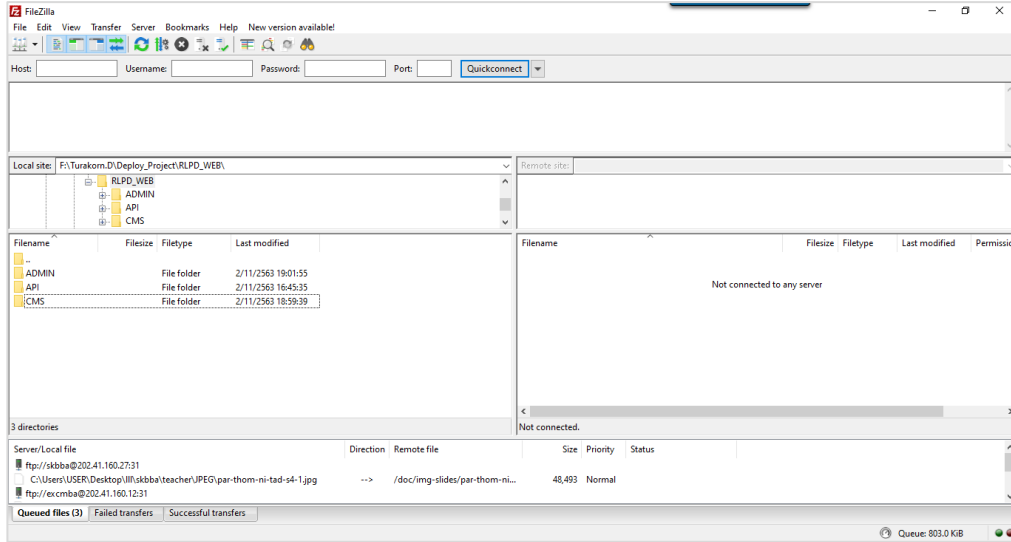 FileZilla
File Edit View Transfer Server Bookmarks Help New version available!
Host: Username: Password: Port: Quickconnect
Local site: F:\Turakorn.D\Deploy_Project\RLPD_WEB\ Remote site:
RLPD_WEB
ADMIN
API
CMS
Filename Filesize Filetype Last modified Filename Filesize Filetype Last modified Permissic
..
ADMIN File folder 2/11/2563 19:01:55
API File folder 2/11/2563 16:45:35
CMS File folder 2/11/2563 18:59:39
Not connected to any server
3 directories Not connected.
Server/Local file Direction Remote file Size Priority Status
ftp://skbba@202.41.160.27:31
C:\Users\USER\Desktop\III\skbba\teacher\JPEG\par-thom-ni-tad-s4-1.jpg --> /doc/img-slides/par-thom-ni... 48,493 Normal
ftp://excmba@202.41.160.12:31
Queued files (3) Failed transfers Successful transfers
Queue: 803.0 KiB